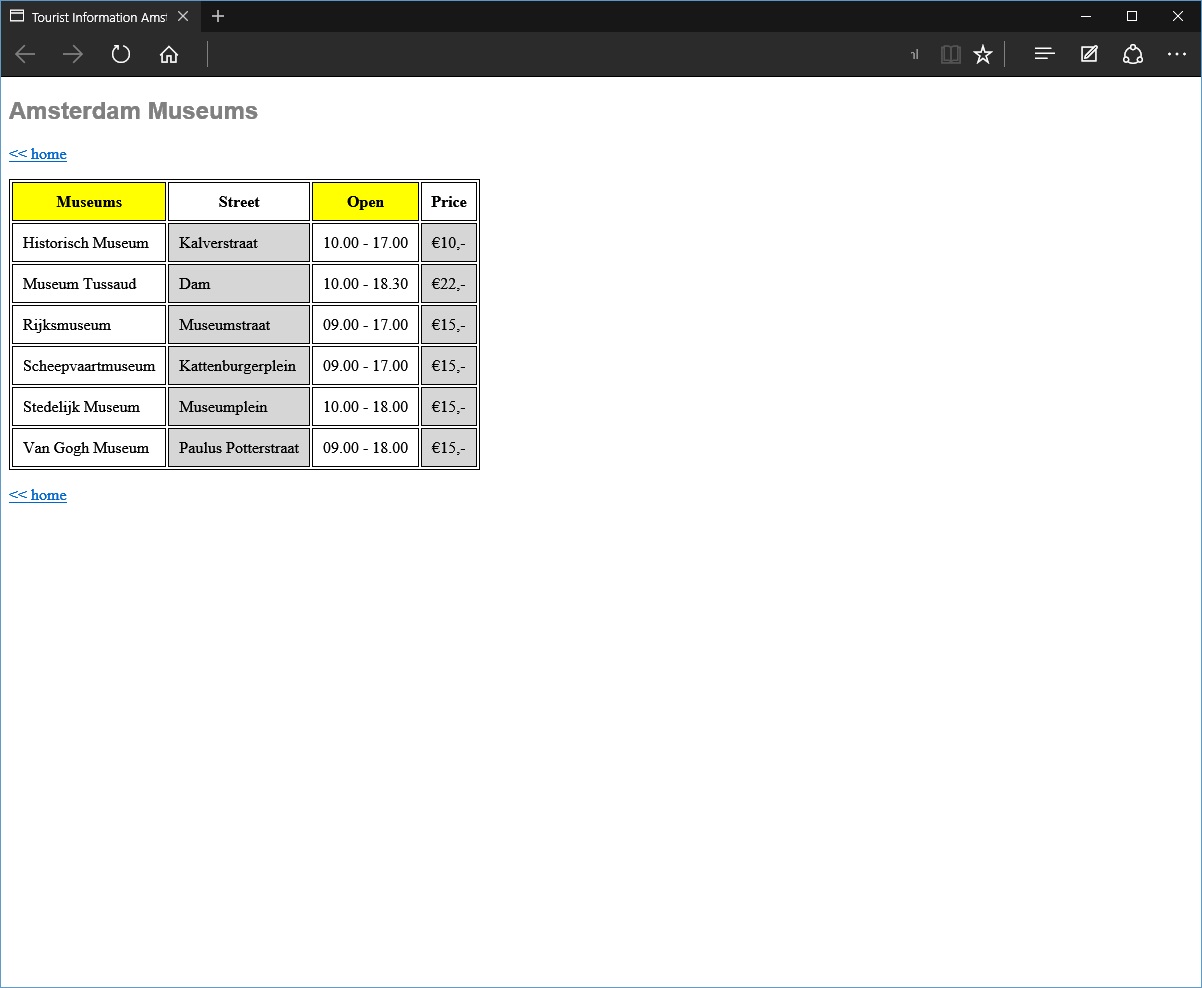 Tourist Information Ams
Amsterdam Museums
<< home
Museums Street Open Price
Historisch Museum Kalverstraat 10.00 - 17.00 €10,-
Museum Tussaud Dam 10.00 - 18.30 €22,-
Rijksmuseum Museumstraat 09.00 - 17.00 €15,-
Scheepvaartmuseum Kattenburgerplein 09.00 - 17.00 €15,-
Stedelijk Museum Museumplein 10.00 - 18.00 €15,-
Van Gogh Museum Paulus Potterstraat 09.00 - 18.00 €15,-
<< home